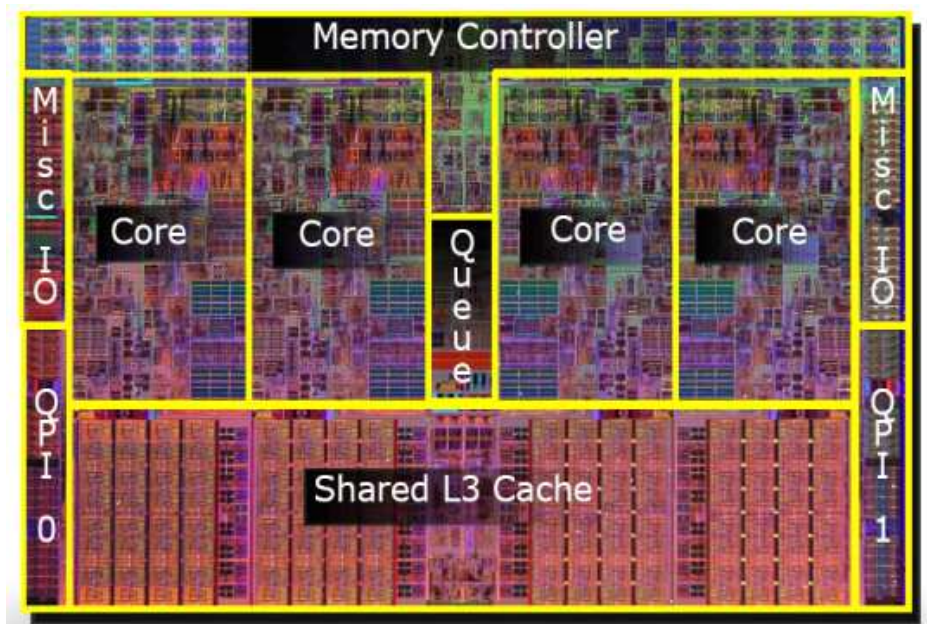 Memory Controller
Misc IO
Core
Core
Queue
Core
Core
Misc IO
QPI 0
Shared L3 Cache
QPI 1